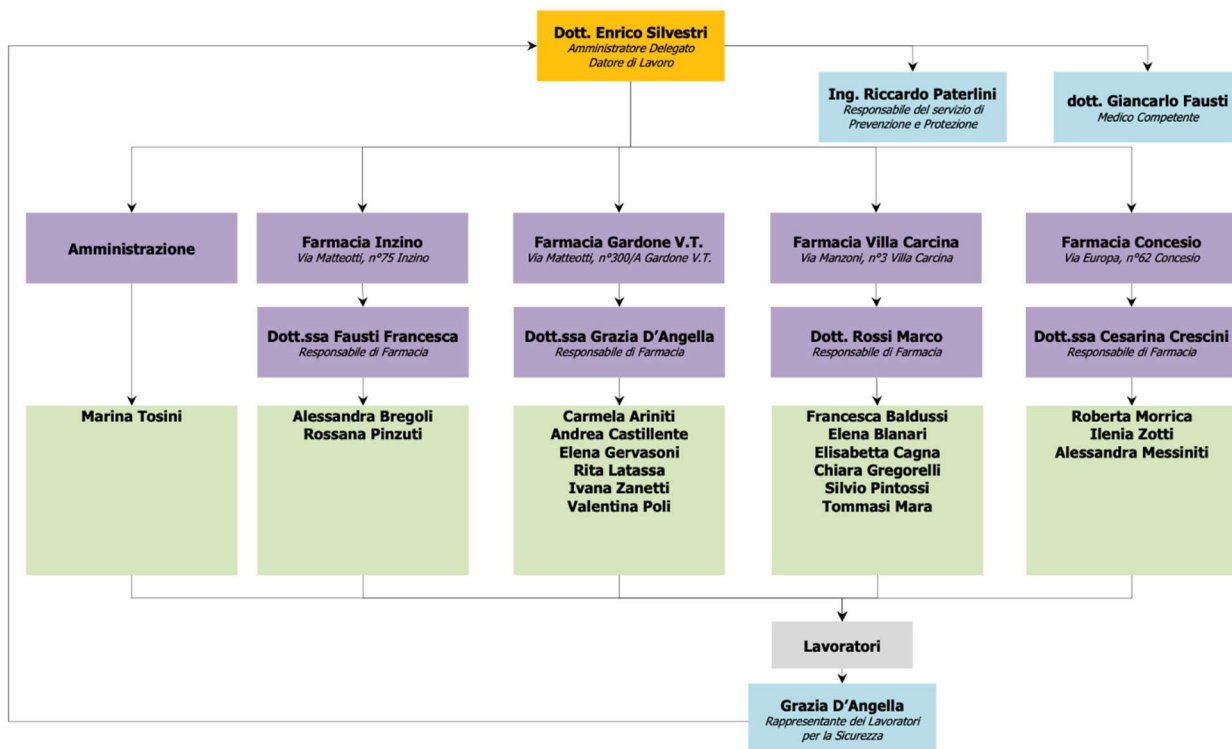 Dott. Enrico Silvestri
Amministratore Delegato
Datore di Lavoro
Ing. Riccardo Paterlini
Responsabile del servizio di
Prevenzione e Protezione
dott. Giancarlo Fausti
Medico Competente
Amministrazione
Farmacia Inzino
Via Matteotti, n°75 Inzino
Farmacia Gardone V.T.
Via Matteotti, n°300/A Gardone V.T.
Farmacia Villa Carcina
Via Manzoni, n°3 Villa Carcina
Farmacia Concesio
Via Europa, n°62 Concesio
Dott.ssa Fausti Francesca
Responsabile di Farmacia
Dott.ssa Grazia D'Angella
Responsabile di Farmacia
Dott. Rossi Marco
Responsabile di Farmacia
Dott.ssa Cesarina Crescini
Responsabile di Farmacia
Marina Tosini
Alessandra Bregoli
Rossana Pinzuti
Carmela Ariniti
Andrea Castillente
Elena Gervasoni
Rita Latassa
Ivana Zanetti
Valentina Poli
Francesca Baldussi
Elena Blanari
Elisabetta Cagna
Chiara Gregorelli
Silvio Pintossi
Tommasi Mara
Roberta Morrica
Ilenia Zotti
Alessandra Messiniti
Lavoratori
Grazia D'Angella
Rappresentante dei Lavoratori
per la Sicurezza